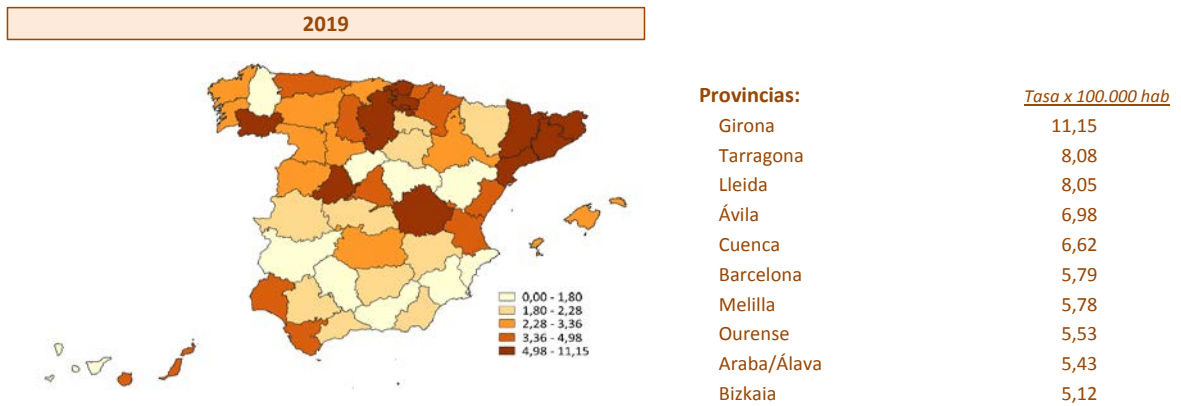 2019
Provincias: Tasa x 100.000 hab
Girona 11,15
Tarragona 8,08
Lleida 8,05
Ávila 6,98
Cuenca 6,62
Barcelona 5,79
Melilla 5,78
Ourense 5,53
Araba/Álava 5,43
Bizkaia 5,12
0,00 - 1,80
1,80 - 2,28
2,28 - 3,36
3,36 - 4,98
4,98 - 11,15